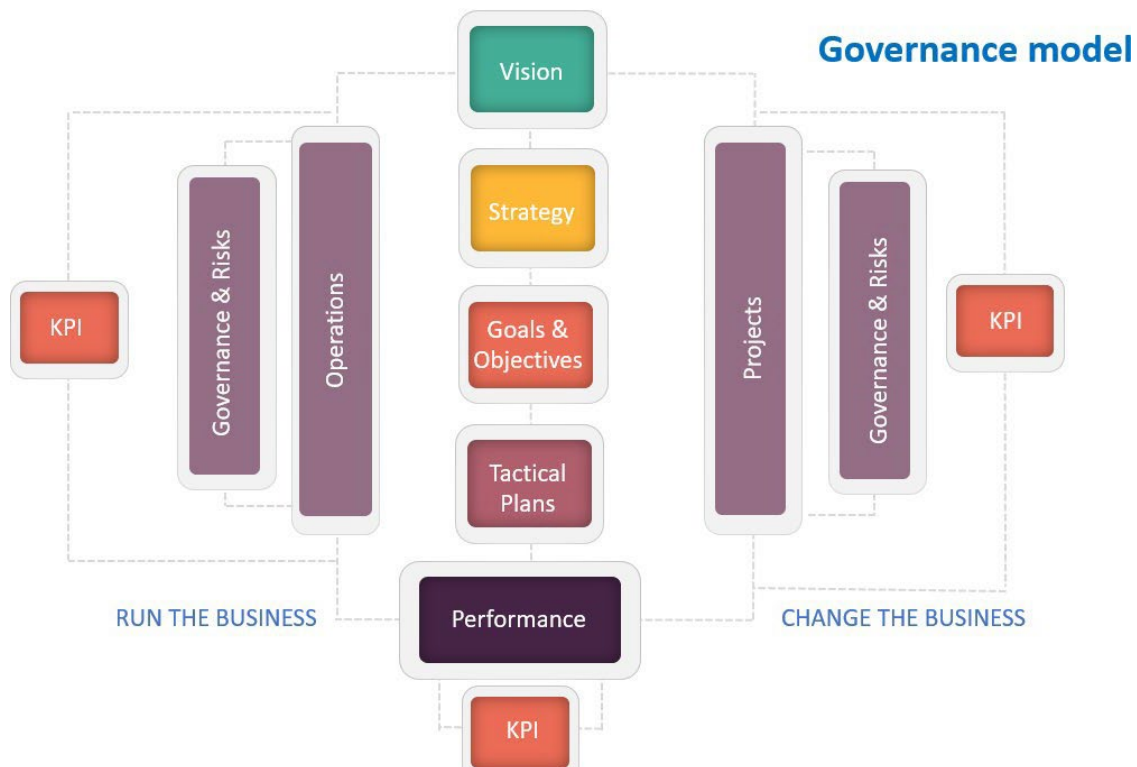 Governance model
Vision
Strategy
Goals &
Objectives
Tactical
Plans
Performance
KPI
KPI
Governance & Risks
Operations
RUN THE BUSINESS
Projects
Governance & Risks
KPI
CHANGE THE BUSINESS